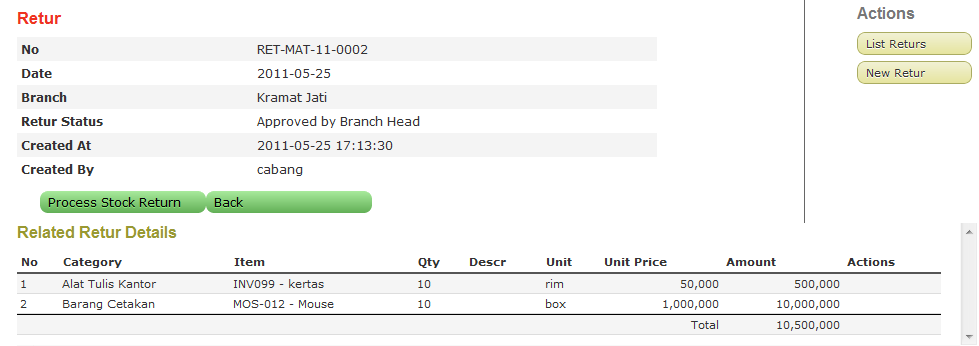 Retur
No RET-MAT-11-0002
Date 2011-05-25
Branch Kramat Jati
Retur Status Approved by Branch Head
Created At 2011-05-25 17:13:30
Created By cabang
Process Stock Return Back
Actions
List Returs
New Retur
Related Retur Details
No Category Item Qty Descr Unit Unit Price Amount Actions
1 Alat Tulis Kantor INV099 - kertas 10 rim 50,000 500,000
2 Barang Cetakan MOS-012 - Mouse 10 box 1,000,000 10,000,000
Total 10,500,000